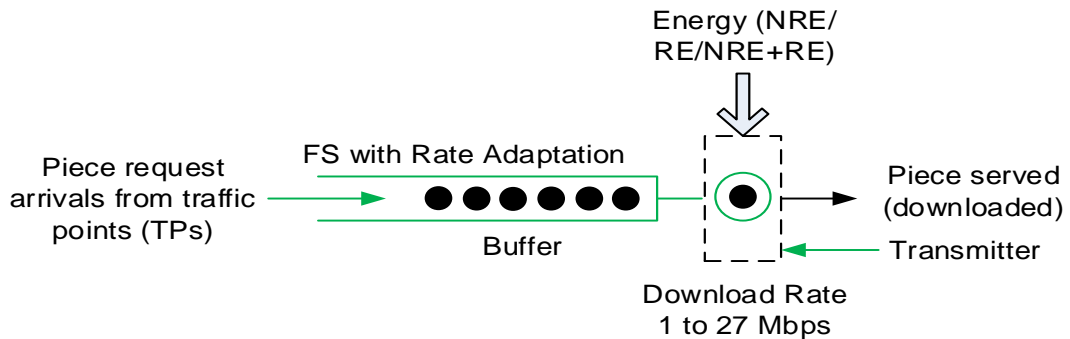 Energy (NRE/
RE/NRE+RE)
FS with Rate Adaptation
Piece request
arrivals from traffic
points (TPs)
Buffer
Piece served
(downloaded)
Transmitter
Download Rate
1 to 27 Mbps